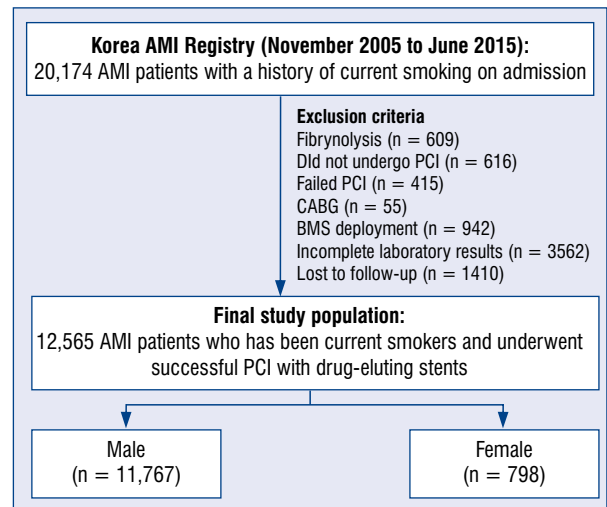 Korea AMI Registry (November 2005 to June 2015):
20,174 AMI patients with a history of current smoking on admission
Exclusion criteria
Fibrynolysis (n = 609)
DId not undergo PCI (n = 616)
Failed PCI (n = 415)
CABG (n = 55)
BMS deployment (n = 942)
Incomplete laboratory results (n = 3562)
Lost to follow-up (n = 1410)
Final study population:
12,565 AMI patients who has been current smokers and underwent
successful PCI with drug-eluting stents
Male
(n = 11,767)
Female
(n = 798)